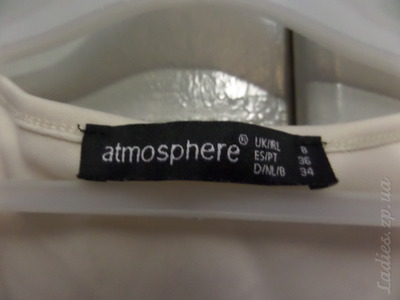 atmosphere®
UK/IRL 8
ES/PT 36
D/NL/B 34
Ladies.zp.ua